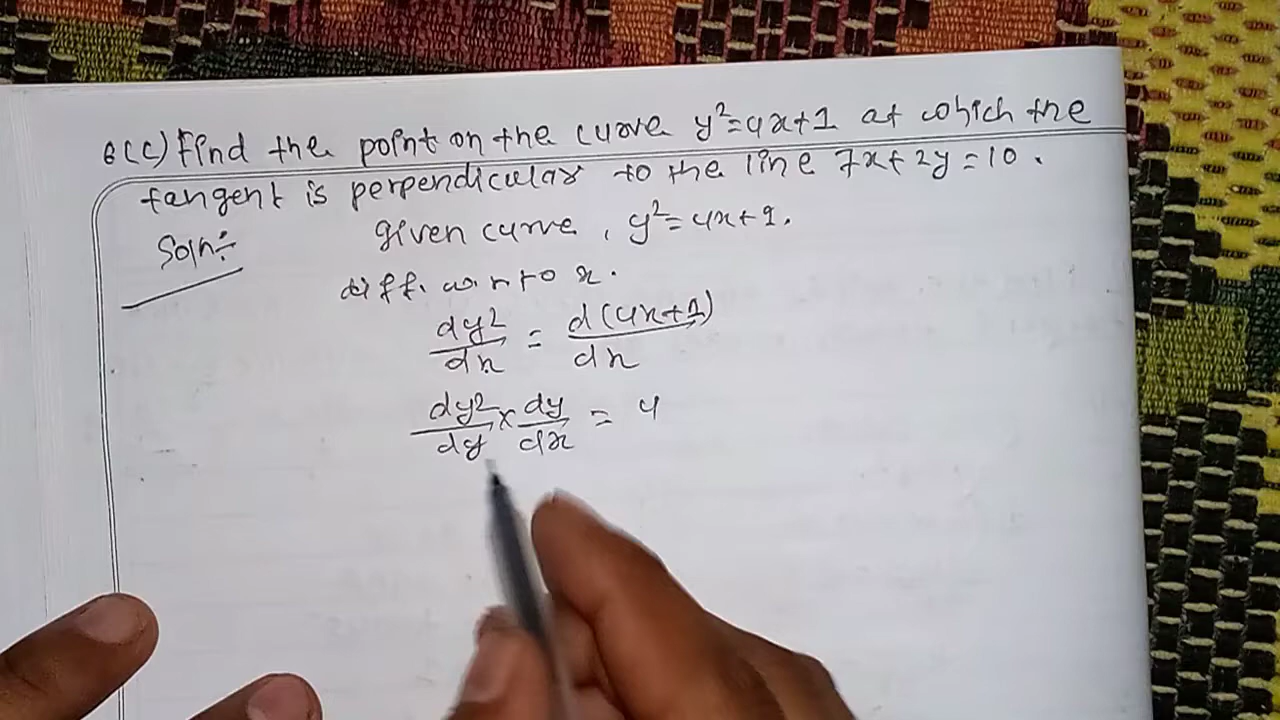 6(C) Find the point on the curve y²=4x+1 at which the
tangent is perpendicular to the line 7x+2y=10.
Soln÷
given curve, y²=4x+1.
diff. w.r.to x.
dy²/dx = d(4x+1)/dx
dy²/dy × dy/dx = 4